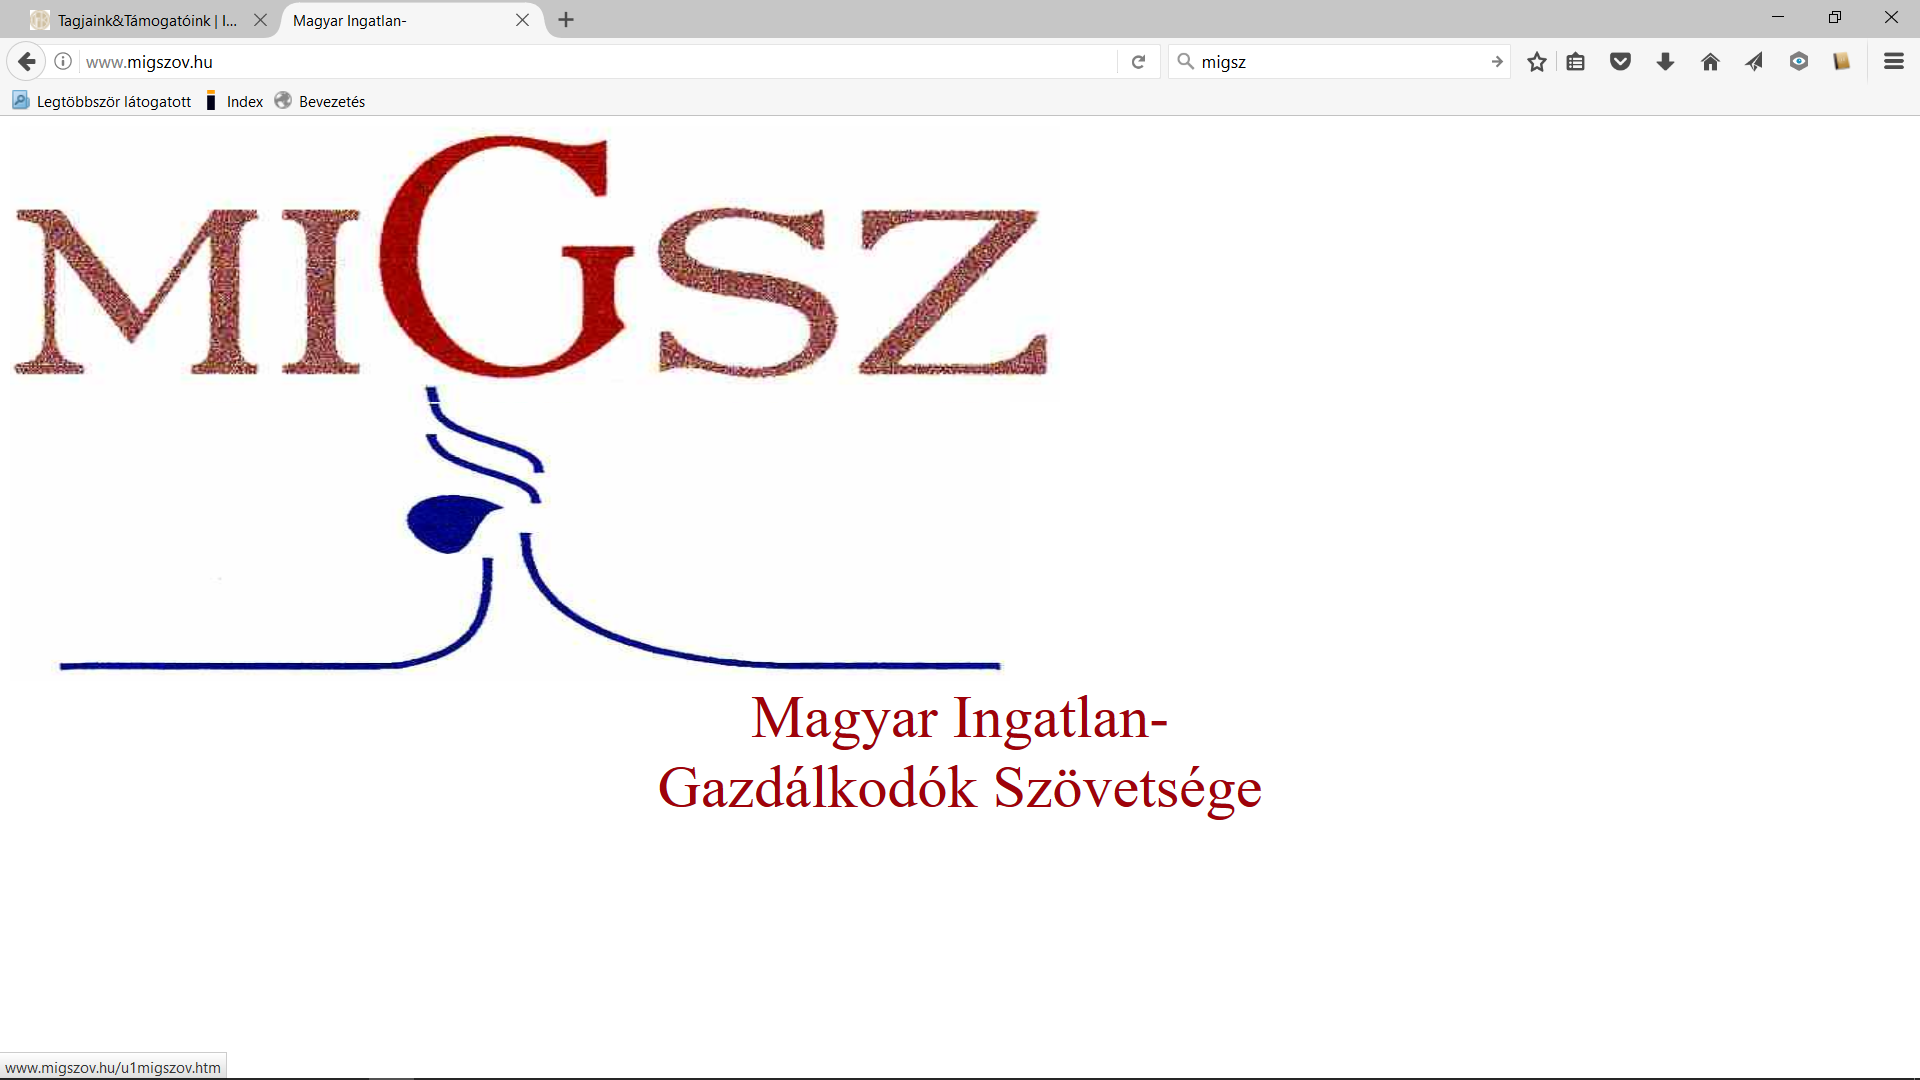 Tagjaink&Támogatóink | I...
Magyar Ingatlan-
www.migszov.hu
migsz
Legtöbbször látogatott
Index
Bevezetés
MIGSZ
Magyar Ingatlan-
Gazdálkodók Szövetsége
www.migszov.hu/u1migszov.htm